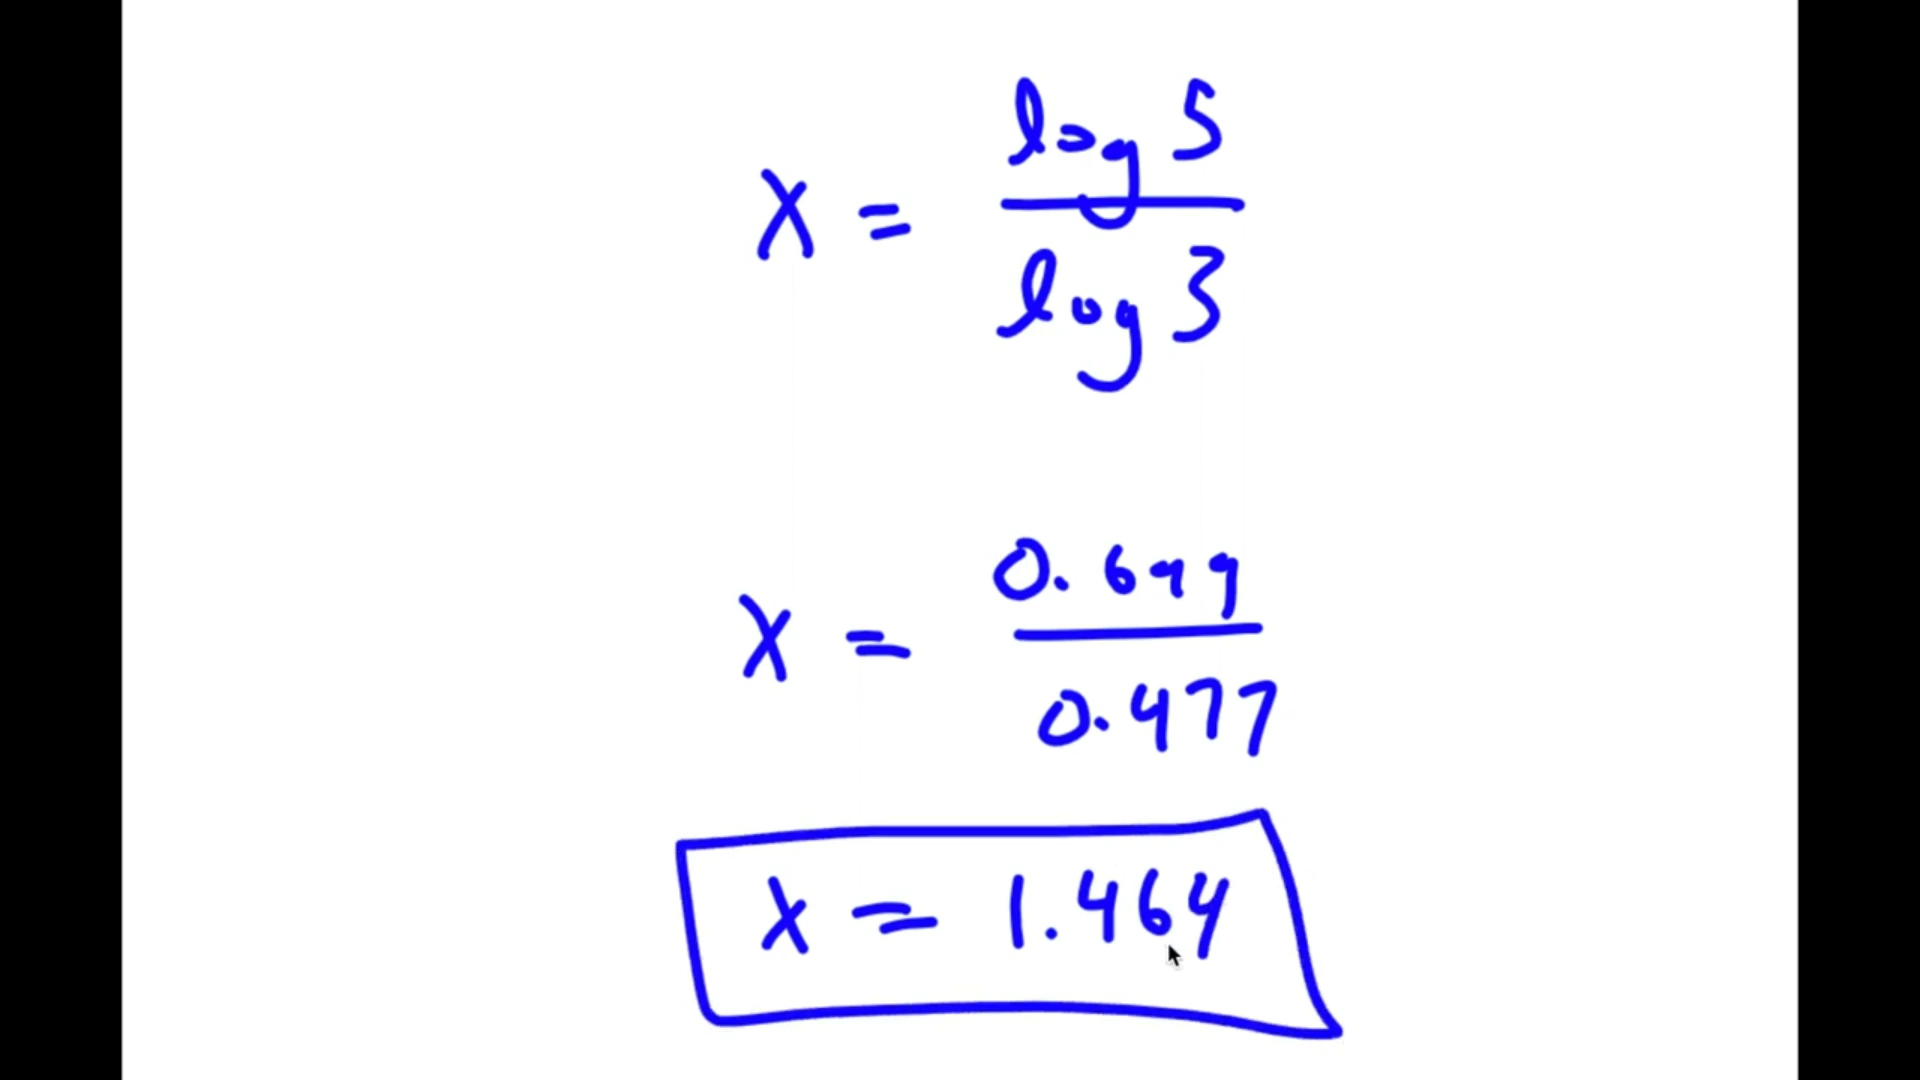 x = log 5 / log 3
x = 0.699 / 0.477
x = 1.464